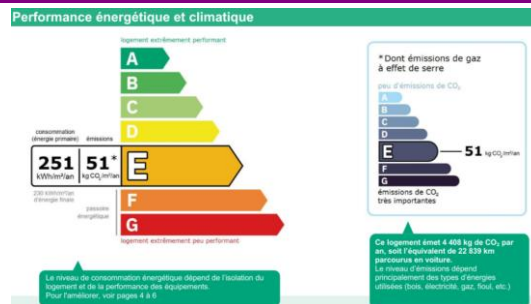 Performance énergétique et climatique
logement extrêmement performant
A
B
C
D
consommation
(énergie primaire)
émissions
251
kWh/m²/an
51*
kg CO₂/m²/an
E
230 kWh/m²/an
d'énergie finale
passoire
énergétique
F
G
logement extrêmement peu performant
Le niveau de consommation énergétique dépend de l'isolation du
logement et de la performance des équipements.
Pour l'améliorer, voir pages 4 à 6
*Dont émissions de gaz
à effet de serre
peu d'émissions de CO₂
A
B
C
D
E
51 kg CO₂/m²/an
F
G
émissions de CO₂
très importantes
Ce logement émet 4 408 kg de CO₂ par
an, soit l'équivalent de 22 839 km
parcourus en voiture.
Le niveau d'émissions dépend
principalement des types d'énergies
utilisées (bois, électricité, gaz, fioul, etc.)